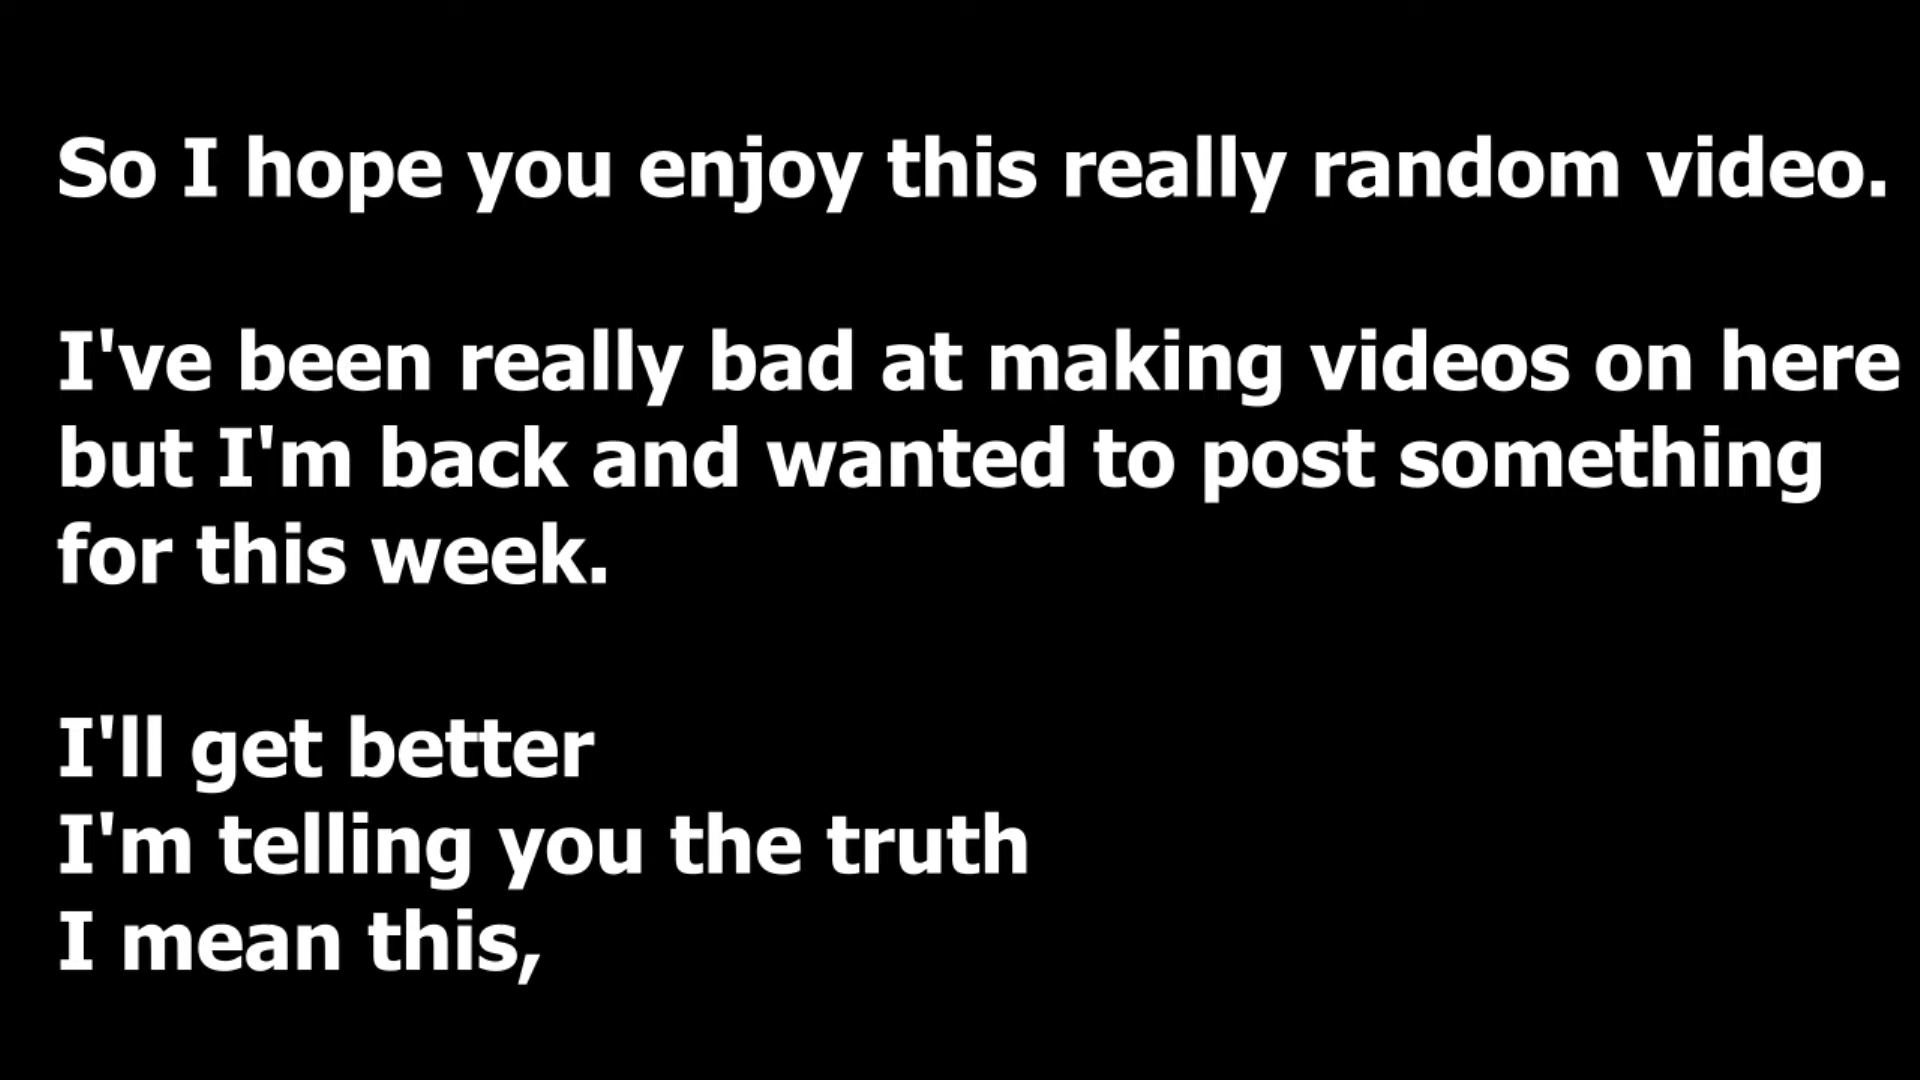 So I hope you enjoy this really random video.
I've been really bad at making videos on here
but I'm back and wanted to post something
for this week.
I'll get better
I'm telling you the truth
I mean this,